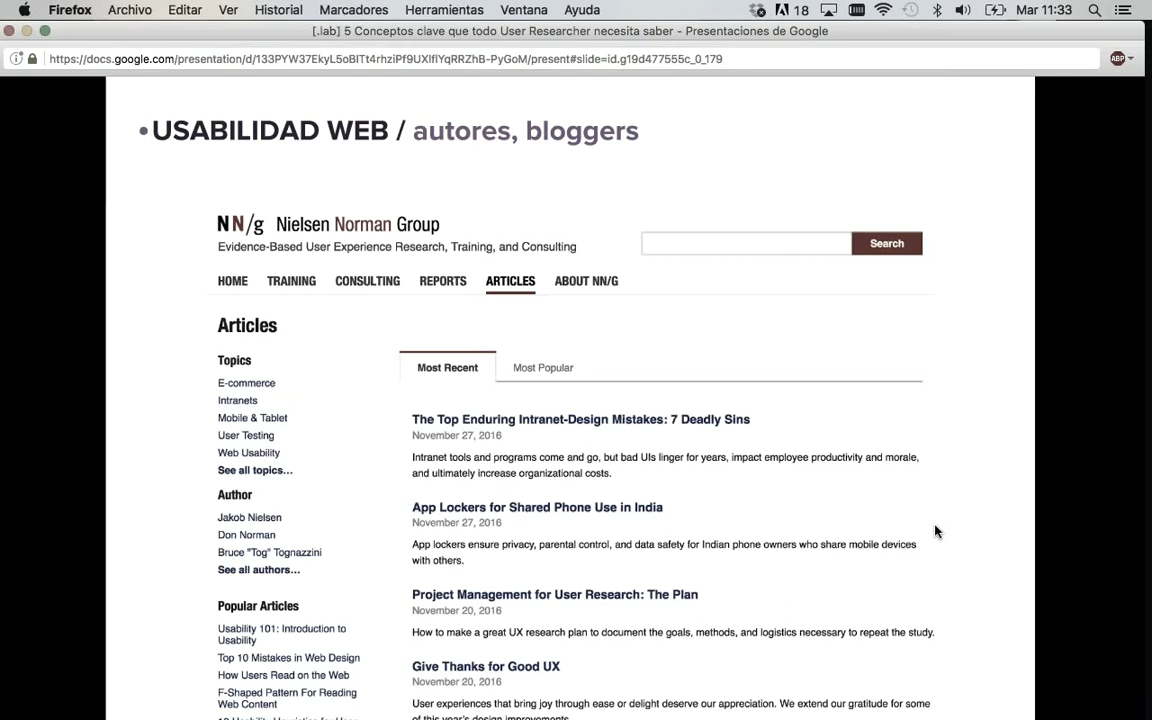 Firefox Archivo Editar Ver Historial Marcadores Herramientas Ventana Ayuda 18 Mar 11:33
[.lab] 5 Conceptos clave que todo User Researcher necesita saber - Presentaciones de Google
https://docs.google.com/presentation/d/133PYW37EkyL5oBITt4rhziPf9UXIfIYqRRZhB-PyGoM/present#slide=id.g19d477555c_0_179 ABP
•USABILIDAD WEB / autores, bloggers
NN/g Nielsen Norman Group
Evidence-Based User Experience Research, Training, and Consulting
Search
HOME TRAINING CONSULTING REPORTS ARTICLES ABOUT NN/G
Articles
Topics
E-commerce
Intranets
Mobile & Tablet
User Testing
Web Usability
See all topics...
Author
Jakob Nielsen
Don Norman
Bruce "Tog" Tognazzini
See all authors...
Popular Articles
Usability 101: Introduction to
Usability
Top 10 Mistakes in Web Design
How Users Read on the Web
F-Shaped Pattern For Reading
Web Content
Most Recent Most Popular
The Top Enduring Intranet-Design Mistakes: 7 Deadly Sins
November 27, 2016
Intranet tools and programs come and go, but bad UIs linger for years, impact employee productivity and morale,
and ultimately increase organizational costs.
App Lockers for Shared Phone Use in India
November 27, 2016
App lockers ensure privacy, parental control, and data safety for Indian phone owners who share mobile devices
with others.
Project Management for User Research: The Plan
November 20, 2016
How to make a great UX research plan to document the goals, methods, and logistics necessary to repeat the study.
Give Thanks for Good UX
November 20, 2016
User experiences that bring joy through ease or delight deserve our appreciation. We extend our gratitude for some
of this year's design improvements.